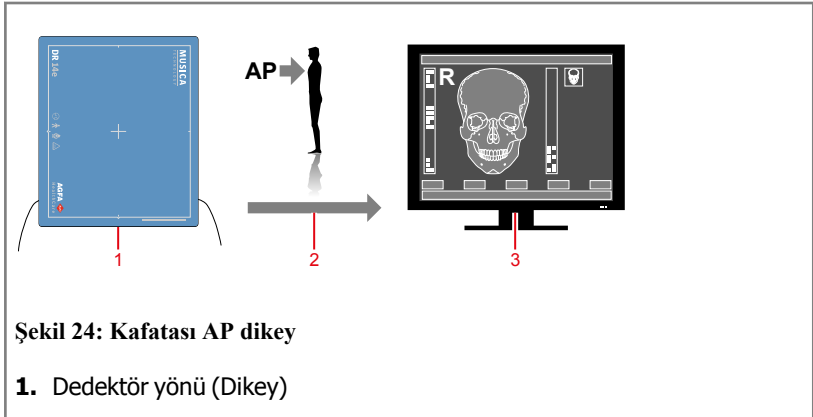 DR 14e
MUSICA
AGFA
AP
R
1
2
3
Şekil 24: Kafatası AP dikey
1. Dedektör yönü (Dikey)